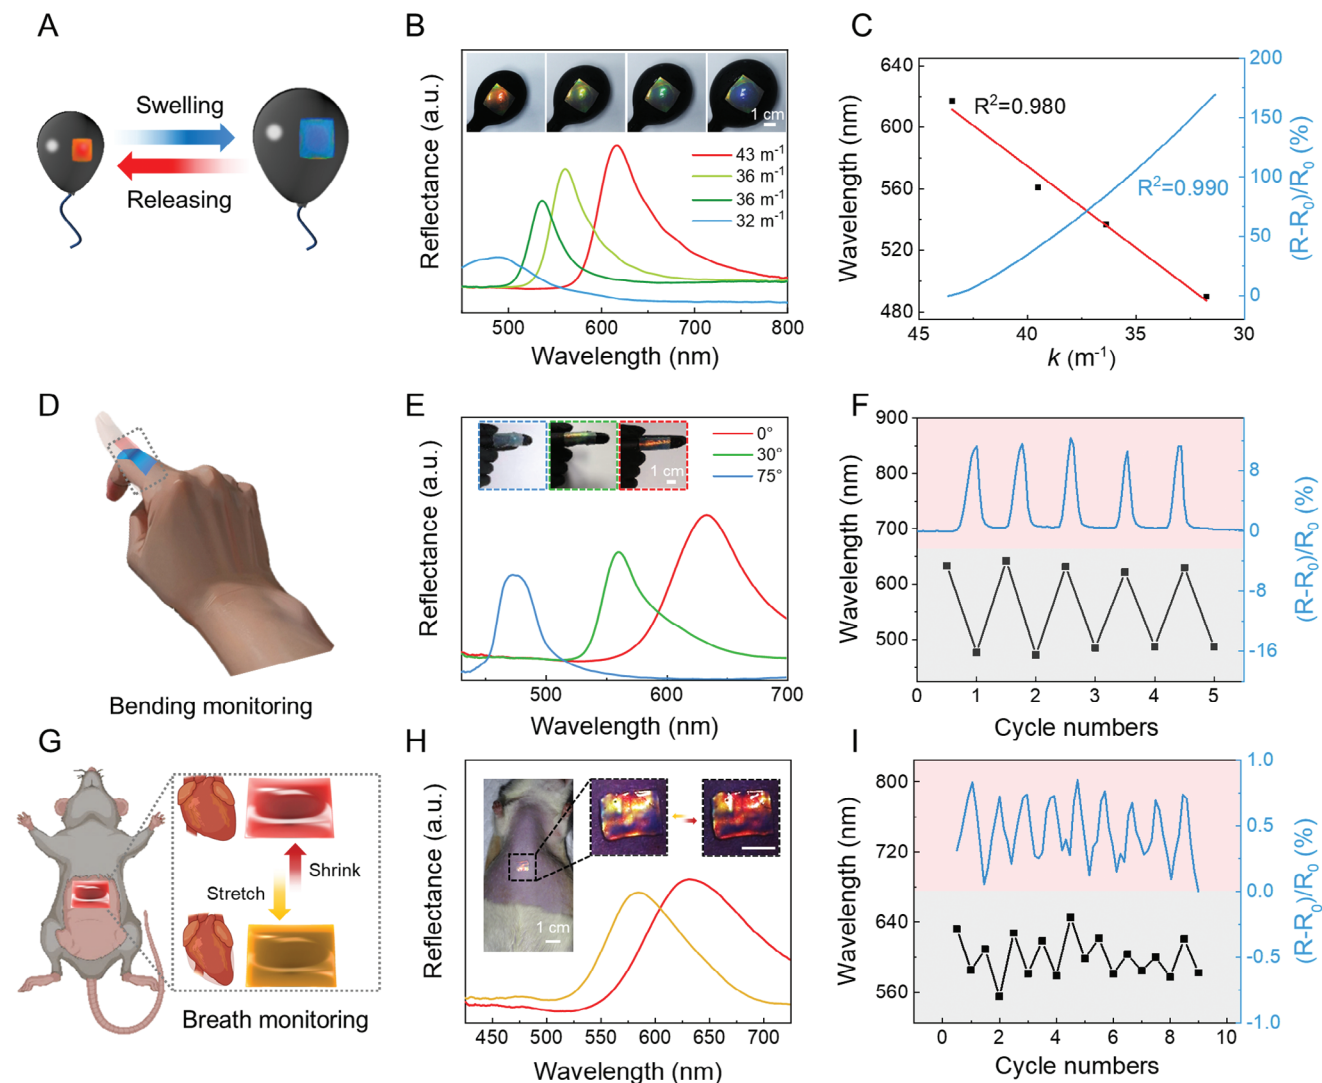 A
Swelling
Releasing
B
Reflectance (a.u.)
1 cm
43 m⁻¹
36 m⁻¹
36 m⁻¹
32 m⁻¹
500 600 700 800
Wavelength (nm)
C
Wavelength (nm)
640
600
560
520
480
R²=0.980
R²=0.990
200
150
100
50
0
(R-R₀)/R₀ (%)
45 40 35 30
k (m⁻¹)
D
Bending monitoring
E
Reflectance (a.u.)
1 cm
0°
30°
75°
500 600 700
Wavelength (nm)
F
Wavelength (nm)
900
800
700
600
500
8
0
-8
-16
(R-R₀)/R₀ (%)
0 1 2 3 4 5
Cycle numbers
G
Shrink
Stretch
Breath monitoring
H
Reflectance (a.u.)
1 cm
450 500 550 600 650 700
Wavelength (nm)
I
Wavelength (nm)
800
720
640
560
1.0
0.5
0.0
-0.5
-1.0
(R-R₀)/R₀ (%)
0 2 4 6 8 10
Cycle numbers